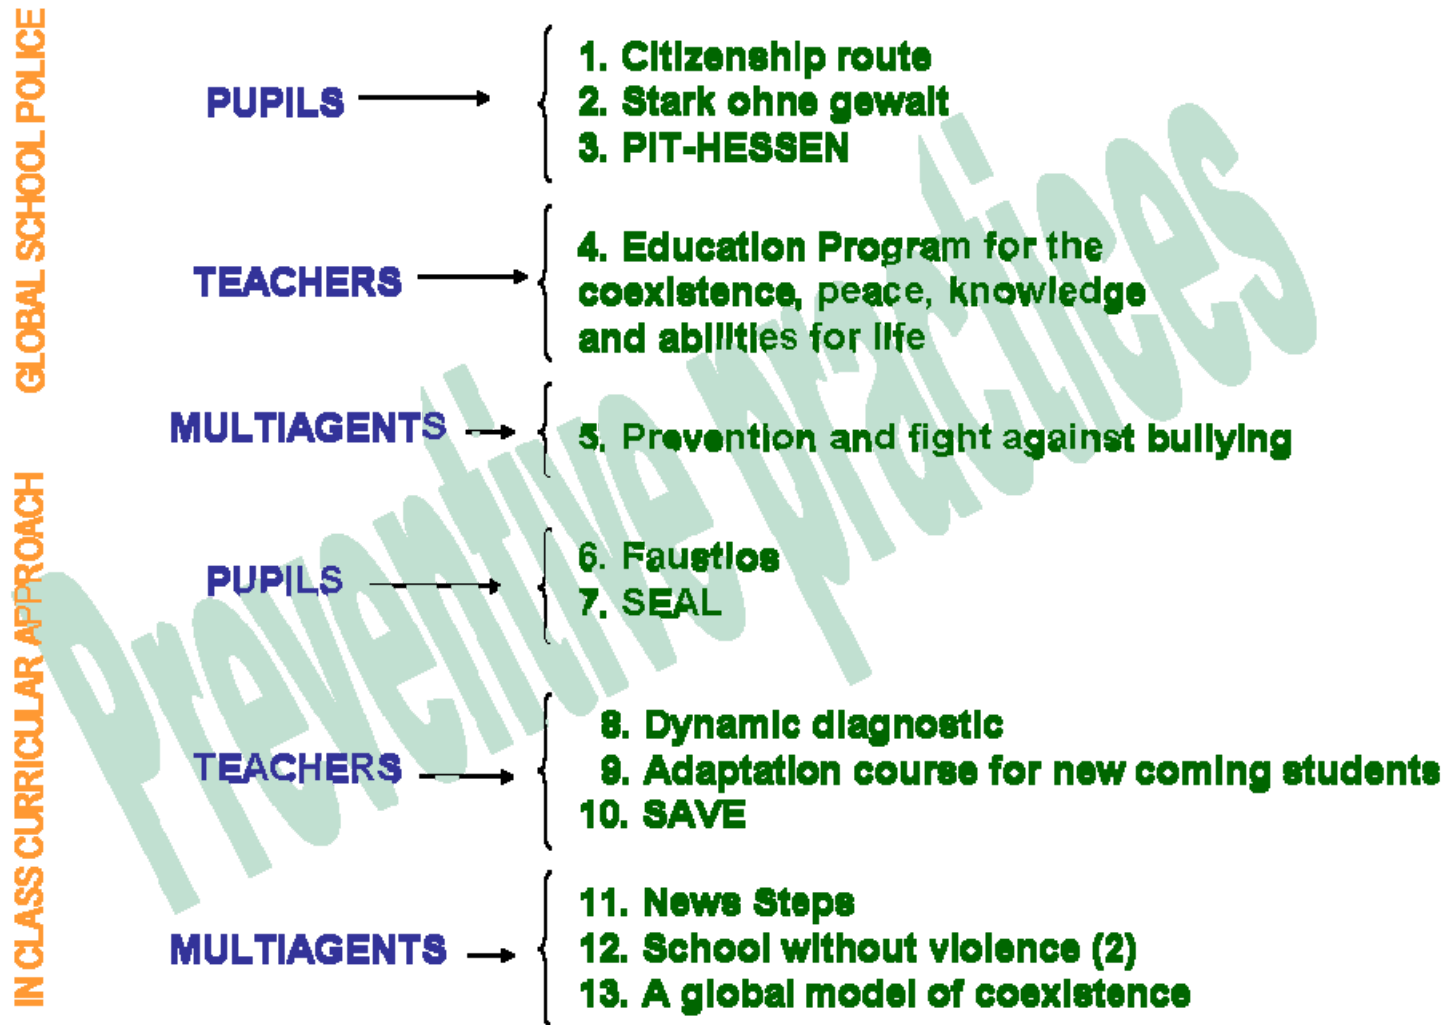 GLOBAL SCHOOL POLICE
PUPILS
1. Citizenship route
2. Stark ohne gewalt
3. PIT-HESSEN
TEACHERS
4. Education Program for the
coexistence, peace, knowledge
and abilities for life
MULTIAGENTS
5. Prevention and fight against bullying
IN CLASS CURRICULAR APPROACH
PUPILS
6. Faustlos
7. SEAL
TEACHERS
8. Dynamic diagnostic
9. Adaptation course for new coming students
10. SAVE
MULTIAGENTS
11. News Steps
12. School without violence (2)
13. A global model of coexistence
Preventive practices